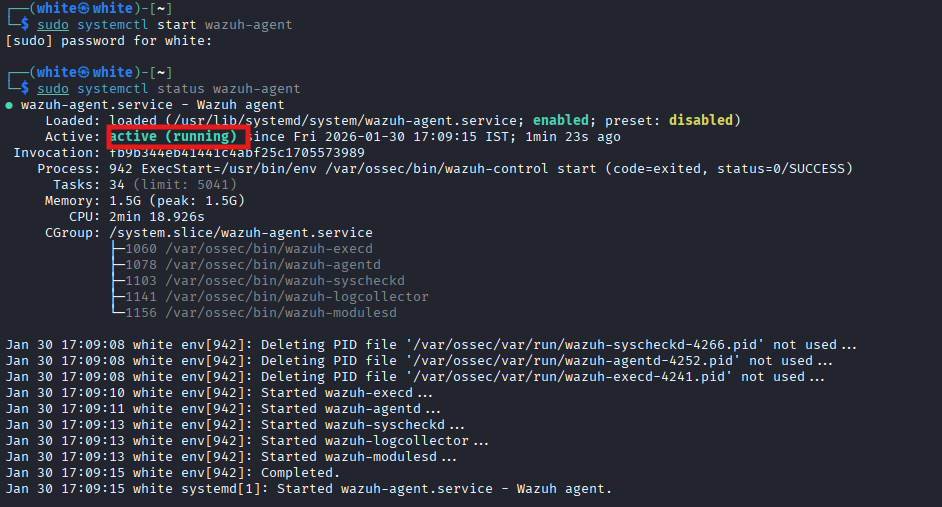 ┌──(white㉿white)-[~]
└─$ sudo systemctl start wazuh-agent
[sudo] password for white:
┌──(white㉿white)-[~]
└─$ sudo systemctl status wazuh-agent
● wazuh-agent.service - Wazuh agent
Loaded: loaded (/usr/lib/systemd/system/wazuh-agent.service; enabled; preset: disabled)
Active: active (running) since Fri 2026-01-30 17:09:15 IST; 1min 23s ago
Invocation: fb9b344eb41441c4abf25c1705573989
Process: 942 ExecStart=/usr/bin/env /var/ossec/bin/wazuh-control start (code=exited, status=0/SUCCESS)
Tasks: 34 (limit: 5041)
Memory: 1.5G (peak: 1.5G)
CPU: 2min 18.926s
CGroup: /system.slice/wazuh-agent.service
├─1060 /var/ossec/bin/wazuh-execd
├─1078 /var/ossec/bin/wazuh-agentd
├─1103 /var/ossec/bin/wazuh-syscheckd
├─1141 /var/ossec/bin/wazuh-logcollector
└─1156 /var/ossec/bin/wazuh-modulesd
Jan 30 17:09:08 white env[942]: Deleting PID file '/var/ossec/var/run/wazuh-syscheckd-4266.pid' not used...
Jan 30 17:09:08 white env[942]: Deleting PID file '/var/ossec/var/run/wazuh-agentd-4252.pid' not used...
Jan 30 17:09:08 white env[942]: Deleting PID file '/var/ossec/var/run/wazuh-execd-4241.pid' not used...
Jan 30 17:09:10 white env[942]: Started wazuh-execd...
Jan 30 17:09:11 white env[942]: Started wazuh-agentd...
Jan 30 17:09:13 white env[942]: Started wazuh-syscheckd...
Jan 30 17:09:13 white env[942]: Started wazuh-logcollector...
Jan 30 17:09:13 white env[942]: Started wazuh-modulesd...
Jan 30 17:09:13 white env[942]: Completed.
Jan 30 17:09:15 white systemd[1]: Started wazuh-agent.service - Wazuh agent.